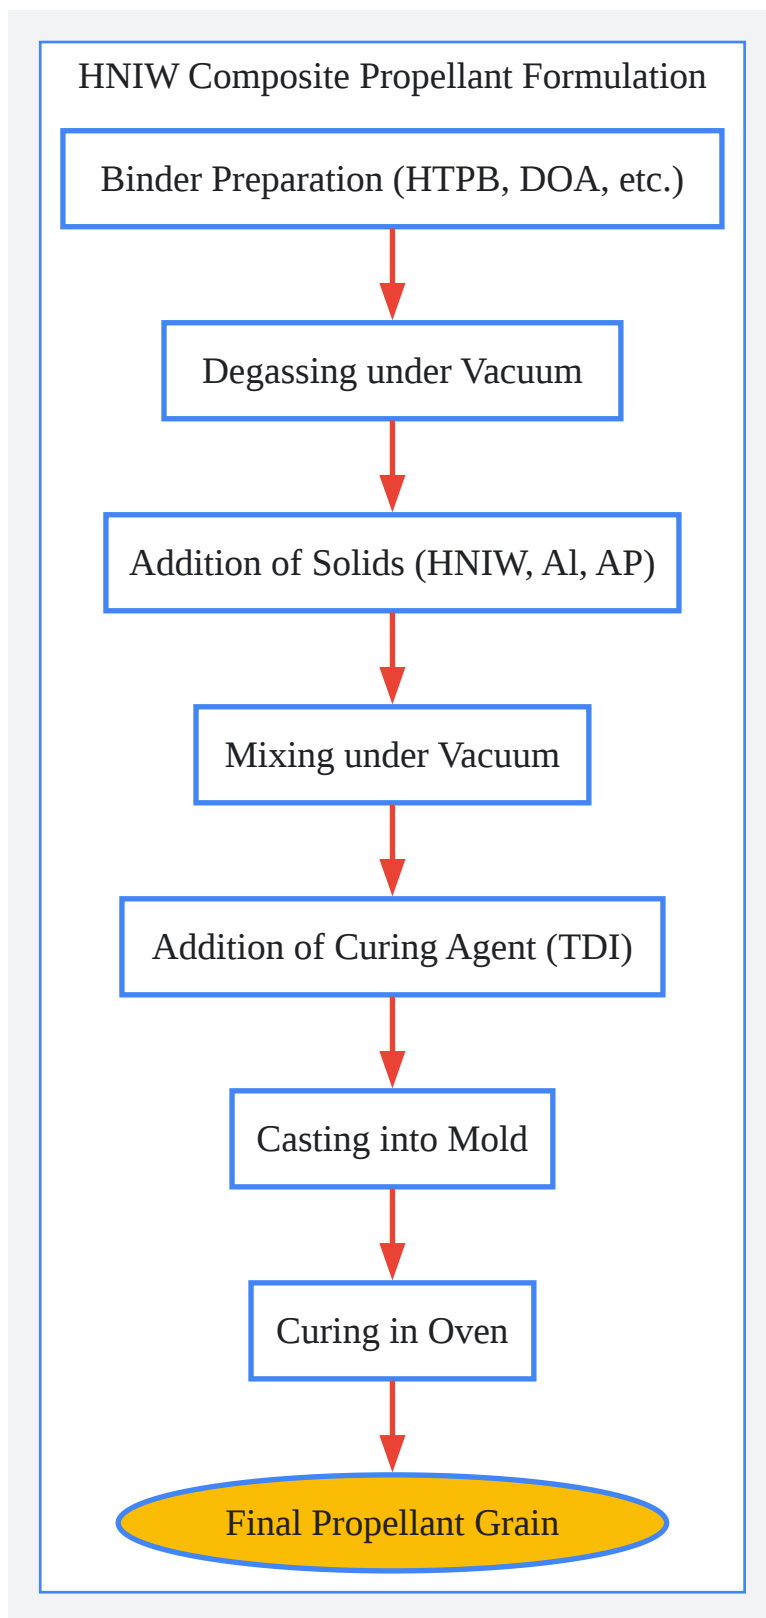 HNIW Composite Propellant Formulation
Binder Preparation (HTPB, DOA, etc.)
Degassing under Vacuum
Addition of Solids (HNIW, Al, AP)
Mixing under Vacuum
Addition of Curing Agent (TDI)
Casting into Mold
Curing in Oven
Final Propellant Grain